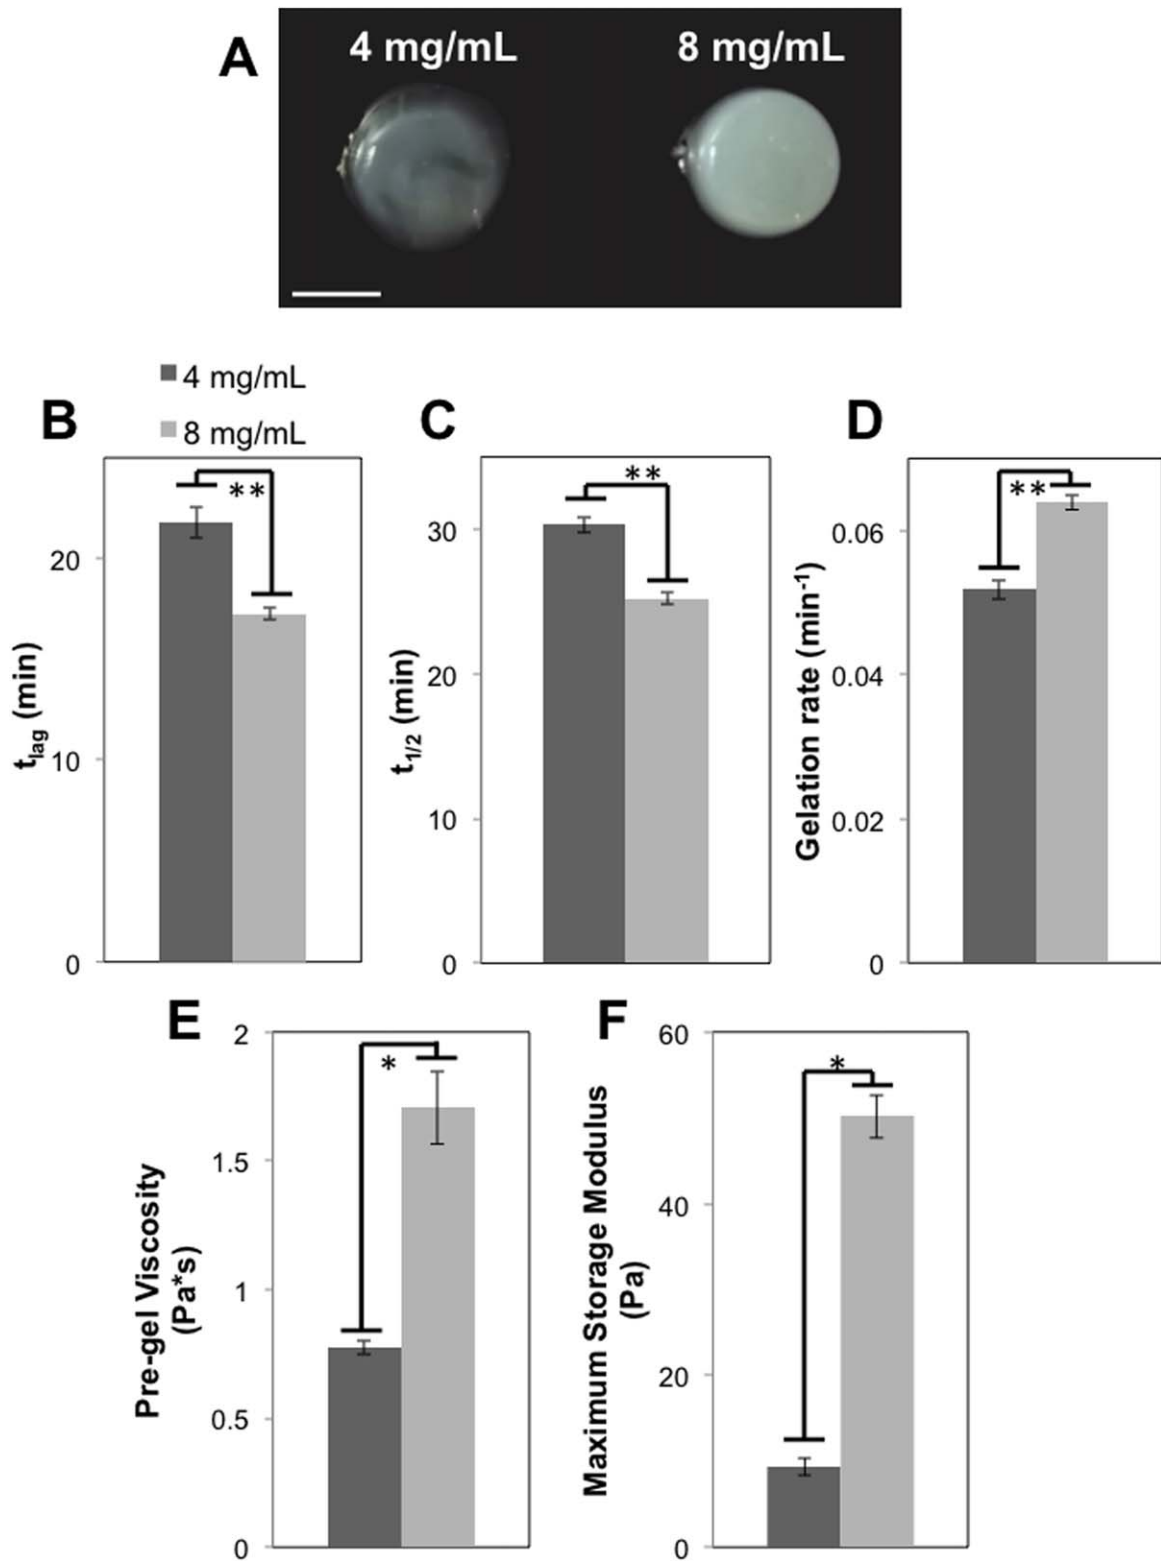 A
4 mg/mL
8 mg/mL
4 mg/mL
8 mg/mL
B
C
D
**
20
10
0
tlag (min)
**
30
20
10
0
t1/2 (min)
**
0.06
0.04
0.02
0
Gelation rate (min-1)
E
F
*
2
1.5
1
0.5
0
Pre-gel Viscosity
(Pa*s)
*
60
40
20
0
Maximum Storage Modulus
(Pa)